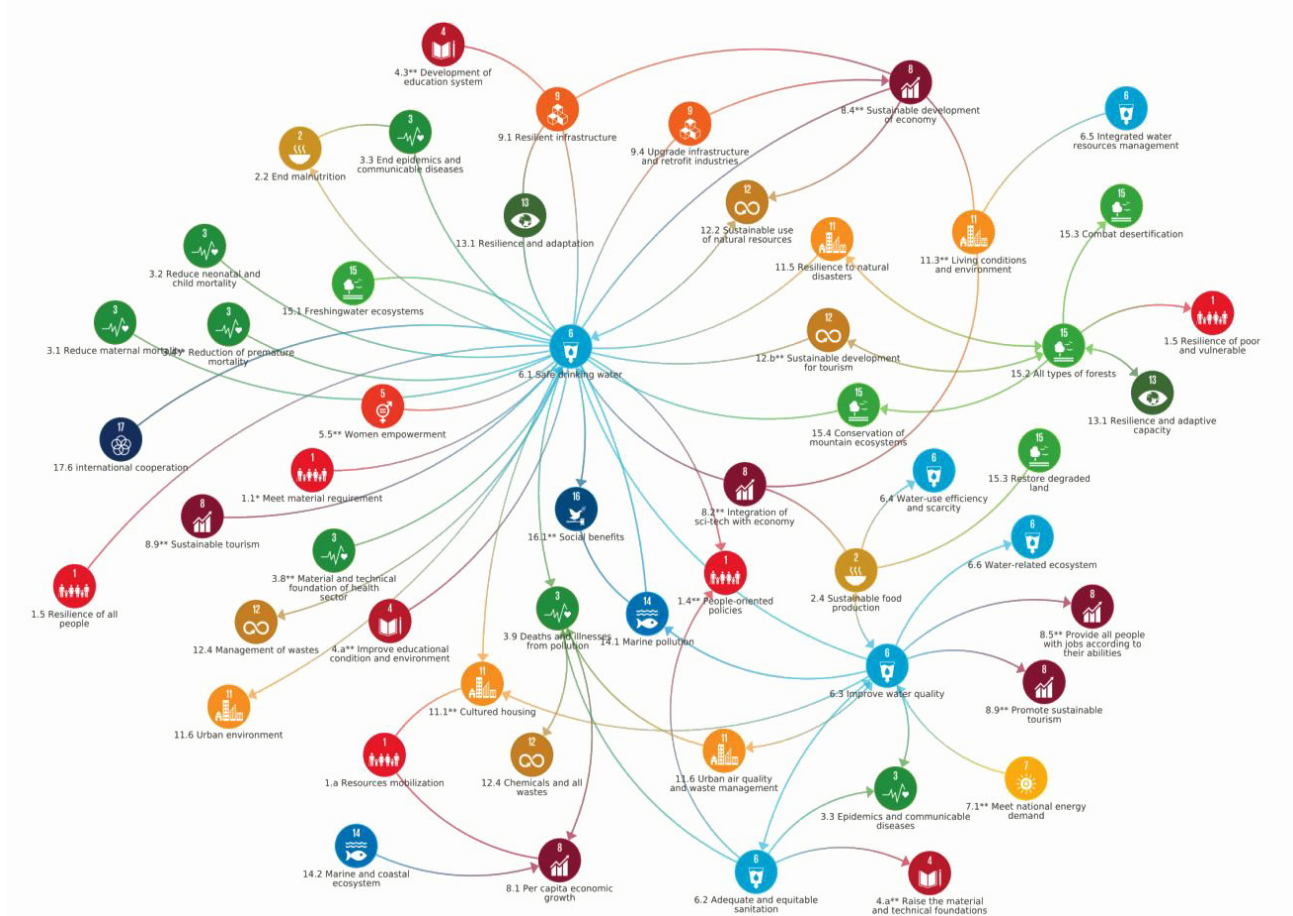 4
4.3** Development of
education system
8
8.4** Sustainable development
of economy
9
9.1 Resilient infrastructure
6
6.5 Integrated water
resources management
9
9.4 Upgrade infrastructure
and retrofit industries
3
3.3 End epidemics and
communicable diseases
2
2.2 End malnutrition
12
12.2 Sustainable use
of natural resources
15
15.3 Combat desertification
13
13.1 Resilience and adaptation
11
11.5 Resilience to natural
disasters
11
11.3** Living conditions
and environment
3
3.2 Reduce neonatal and
child mortality
15
15.1 Freshingwater ecosystems
3
3.1 Reduce maternal mortality
3
3.4** Reduction of premature
mortality
6
6.1 Safe drinking water
12
12.b** Sustainable development
for tourism
1
1.5 Resilience of poor
and vulnerable
15
15.2 All types of forests
13
13.1 Resilience and adaptive
capacity
5
5.5** Women empowerment
15
15.4 Conservation of
mountain ecosystems
17
17.6 international cooperation
1
1.1* Meet material requirement
8
8.2** Integration of
sci-tech with economy
6
6.4 Water-use efficiency
and scarcity
15
15.3 Restore degraded
land
8
8.9** Sustainable tourism
16
16.1** Social benefits
6
6.6 Water-related ecosystem
3
3.8** Material and technical
foundation of health
sector
1
1.5 Resilience of all
people
1
1.4** People-oriented
policies
2
2.4 Sustainable food
production
12
12.4 Management of wastes
4
4.a** Improve educational
condition and environment
3
3.9 Deaths and illnesses
from pollution
14
14.1 Marine pollution
8
8.5** Provide all people
with jobs according to
their abilities
6
6.3 Improve water quality
8
8.9** Promote sustainable
tourism
11
11.6 Urban environment
11
11.1** Cultured housing
1
1.a Resources mobilization
12
12.4 Chemicals and all
wastes
11
11.6 Urban air quality
and waste management
7
7.1** Meet national energy
demand
3
3.3 Epidemics and communicable
diseases
14
14.2 Marine and coastal
ecosystem
8
8.1 Per capita economic
growth
6
6.2 Adequate and equitable
sanitation
4
4.a** Raise the material
and technical foundations